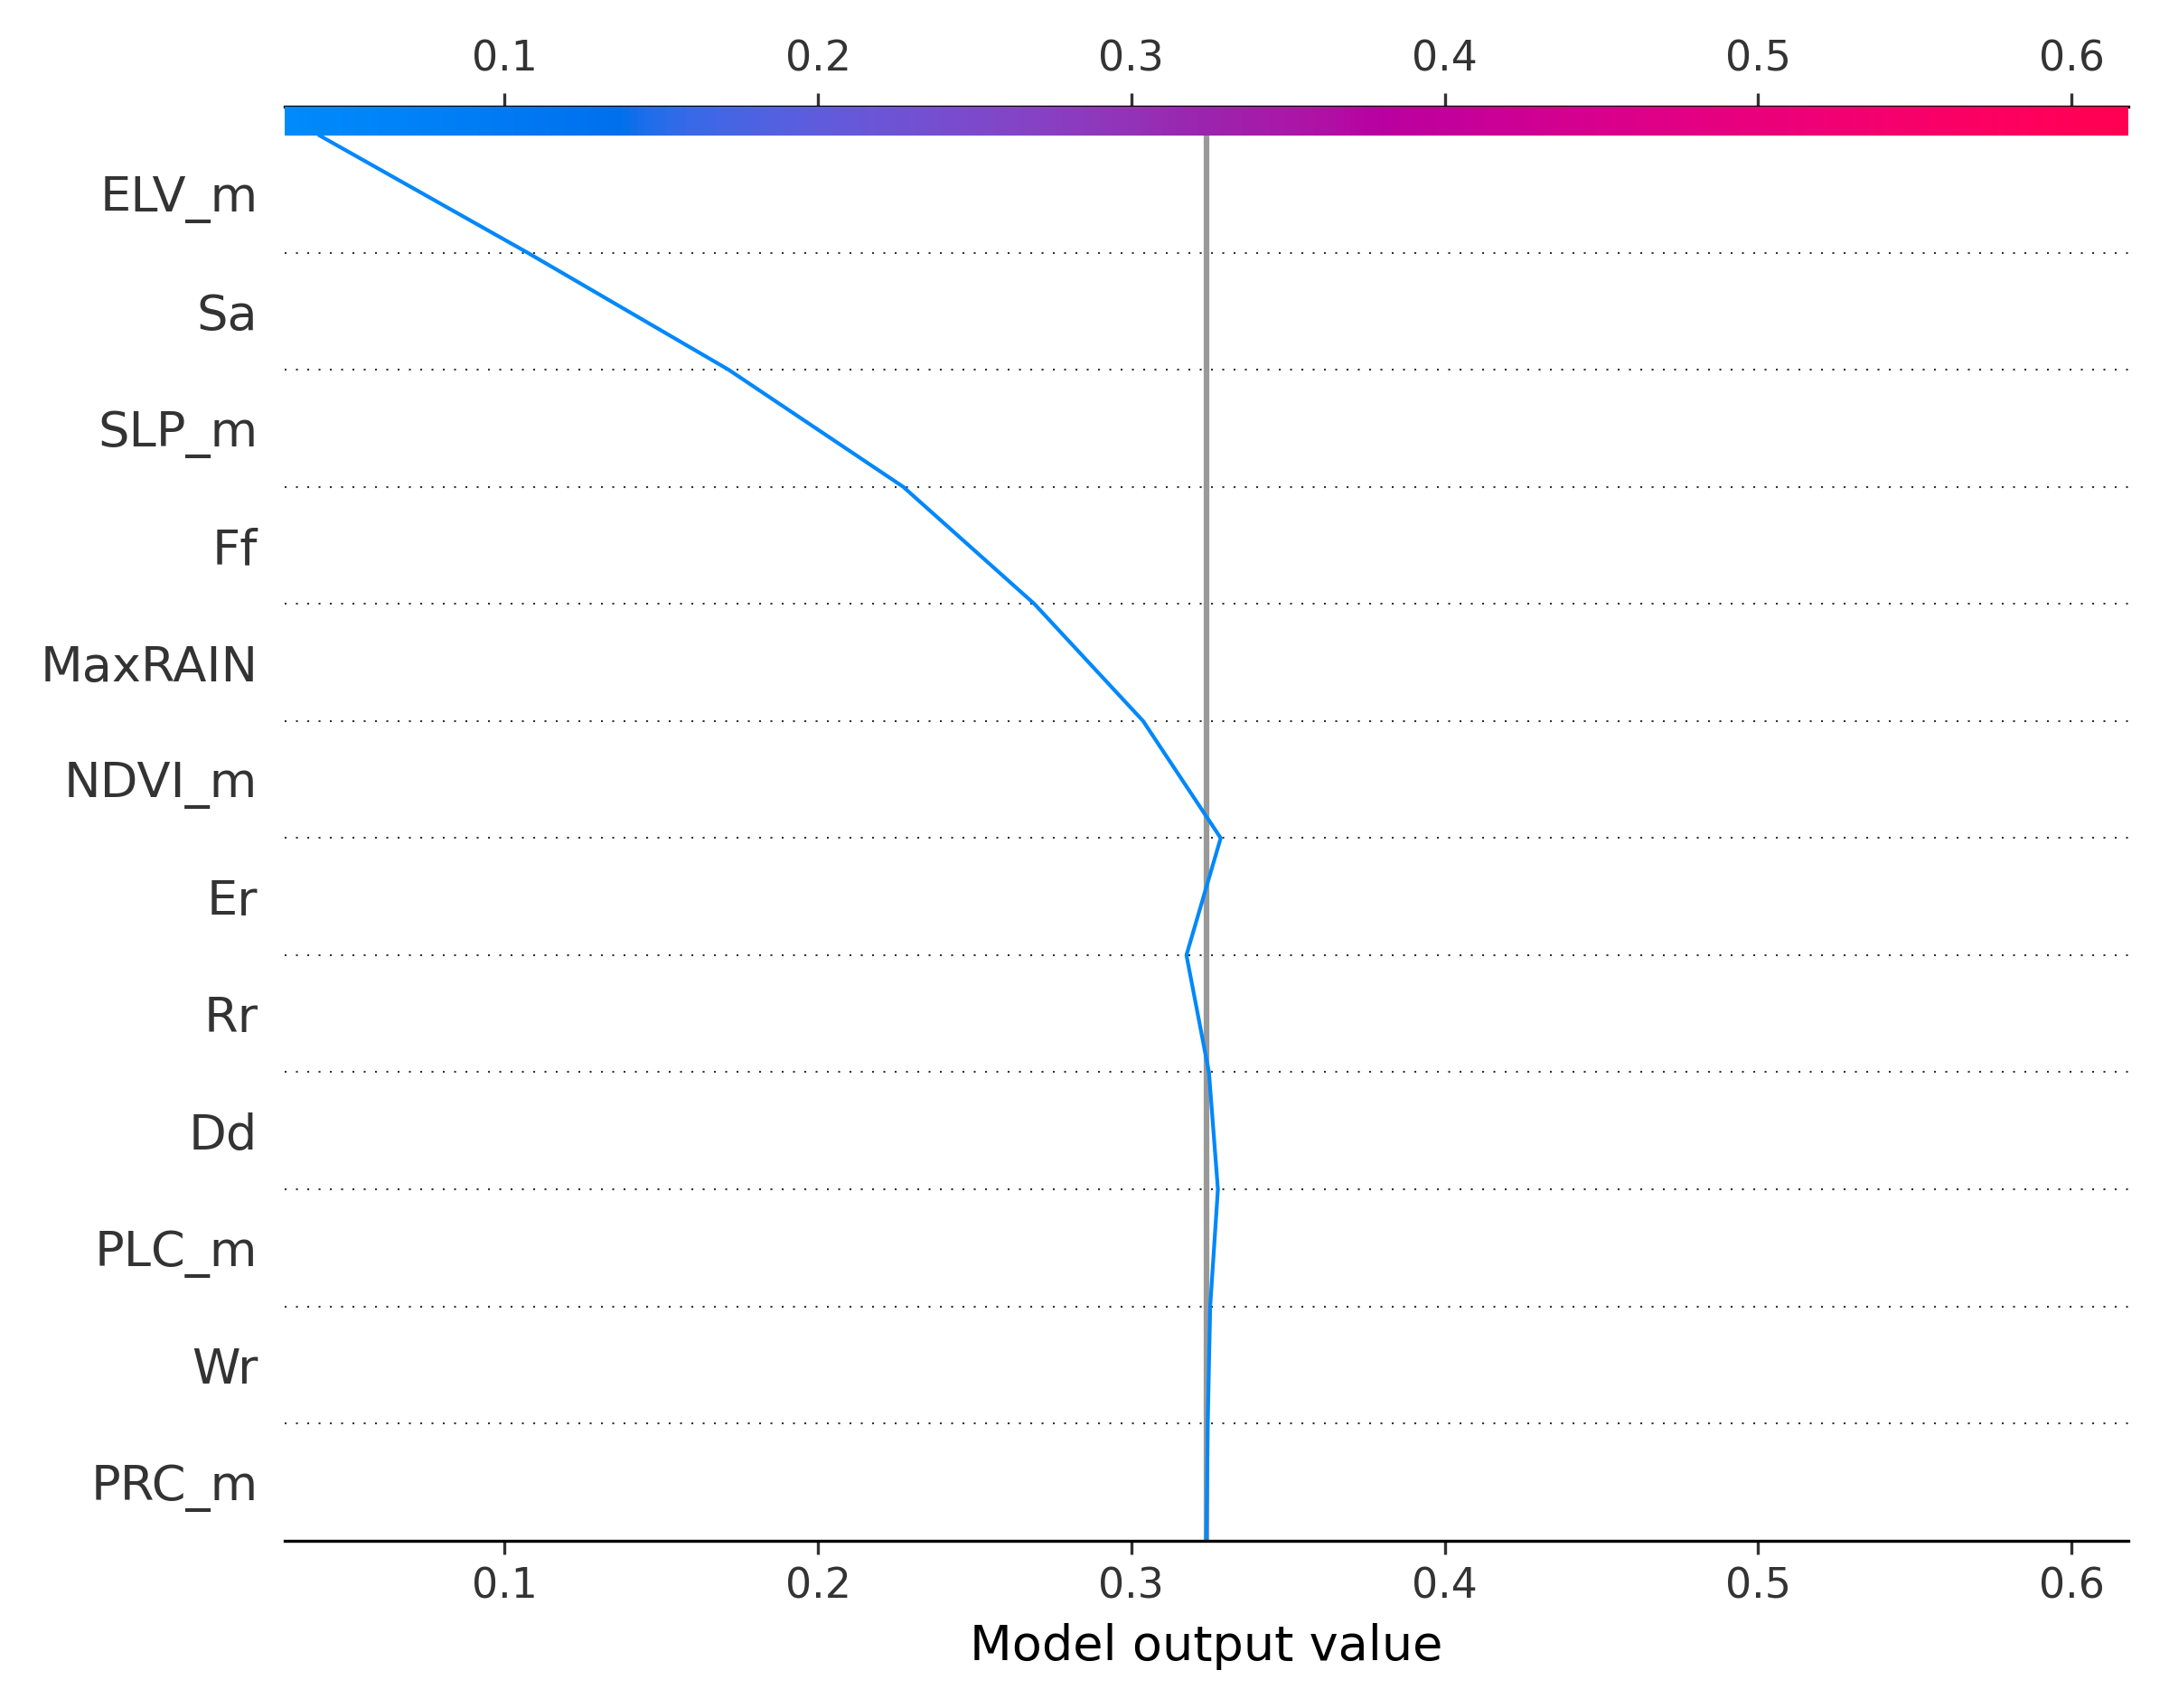 0.1 0.2 0.3 0.4 0.5 0.6
ELV_m
Sa
SLP_m
Ff
MaxRAIN
NDVI_m
Er
Rr
Dd
PLC_m
Wr
PRC_m
0.1 0.2 0.3 0.4 0.5 0.6
Model output value